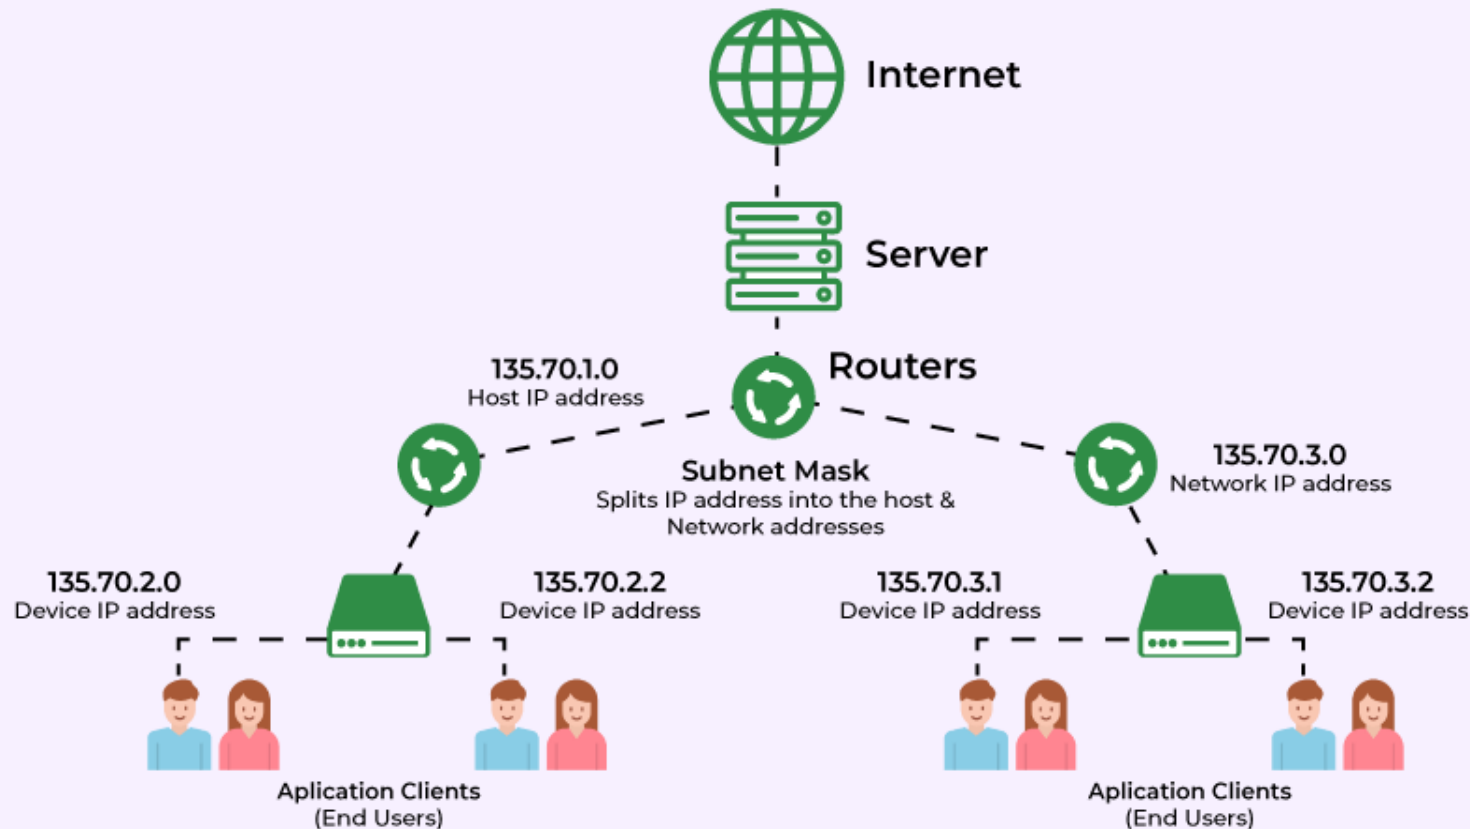 Internet
Server
Routers
135.70.1.0
Host IP address
Subnet Mask
Splits IP address into the host &
Network addresses
135.70.3.0
Network IP address
135.70.2.0
Device IP address
135.70.2.2
Device IP address
135.70.3.1
Device IP address
135.70.3.2
Device IP address
Aplication Clients
(End Users)
Aplication Clients
(End Users)